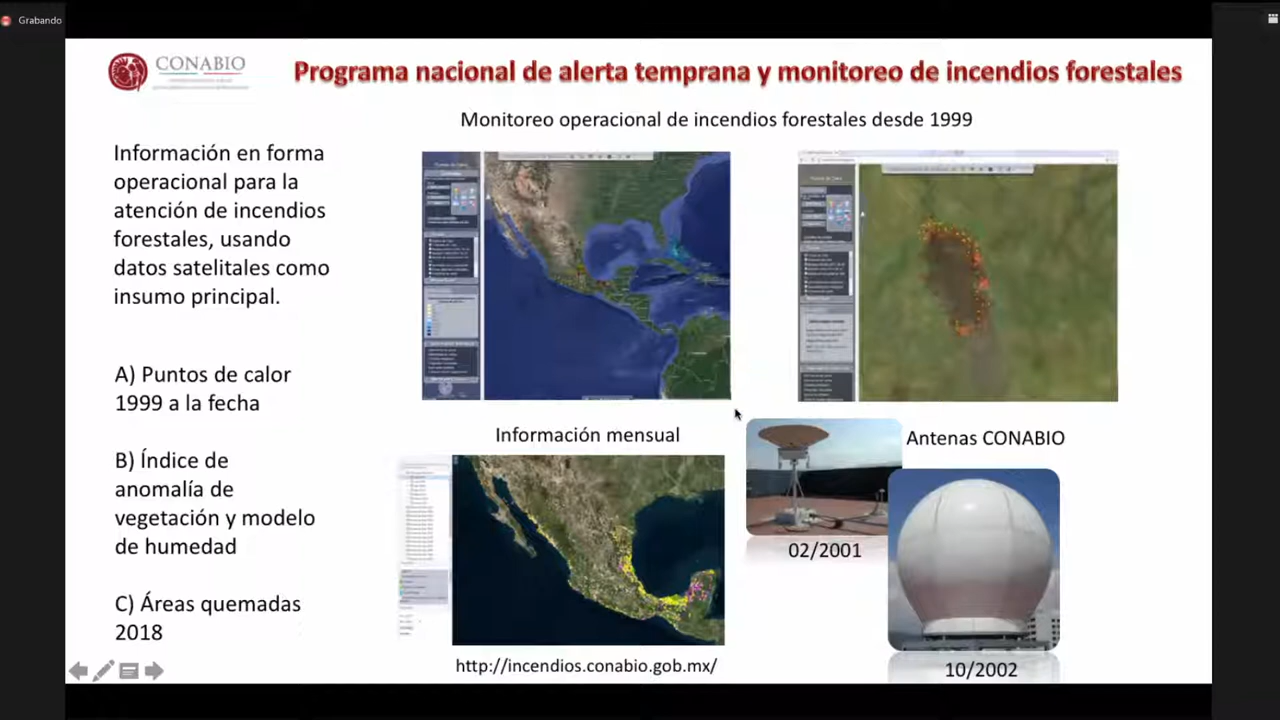 Grabando
CONABIO
Programa nacional de alerta temprana y monitoreo de incendios forestales
Monitoreo operacional de incendios forestales desde 1999
Información en forma
operacional para la
atención de incendios
forestales, usando
datos satelitales como
insumo principal.
A) Puntos de calor
1999 a la fecha
B) Índice de
anomalía de
vegetación y modelo
de humedad
C) Áreas quemadas
2018
Información mensual
http://incendios.conabio.gob.mx/
Antenas CONABIO
02/2001
10/2002